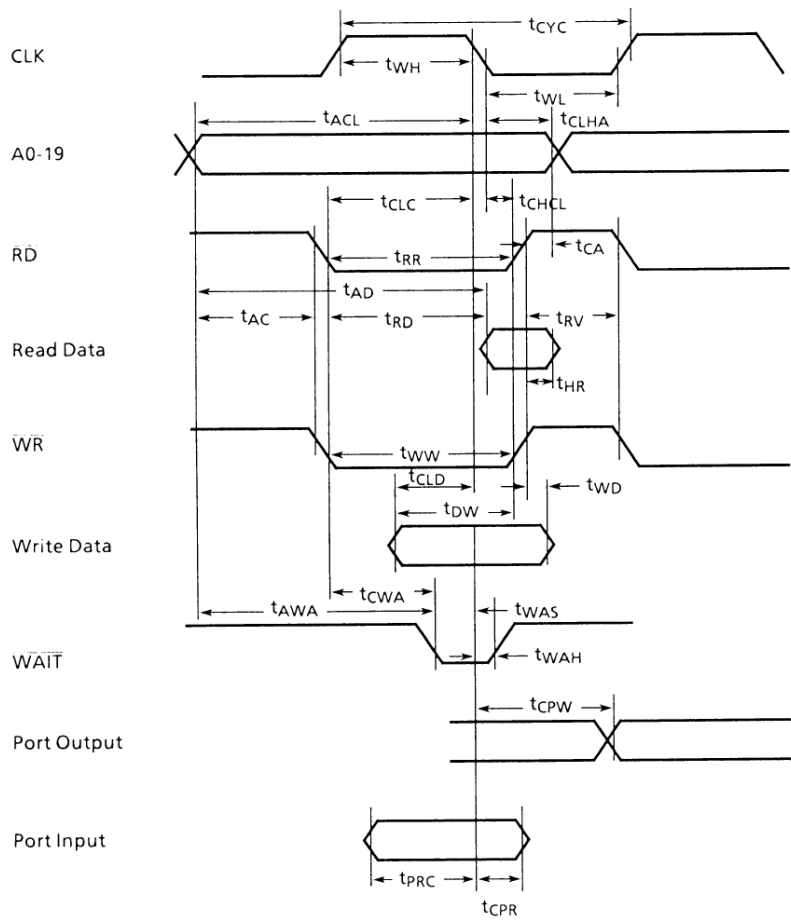 tCYC
CLK
tWH
tWL
tACL
tCLHA
A0-19
tCLC
tCHCL
RD
tRR
tCA
tAD
tAC
tRD
tRV
Read Data
tHR
WR
tWW
tCLD
tWD
tDW
Write Data
tCWA
tAWA
tWAS
WAIT
tWAH
tCPW
Port Output
Port Input
tPRC
tCPR